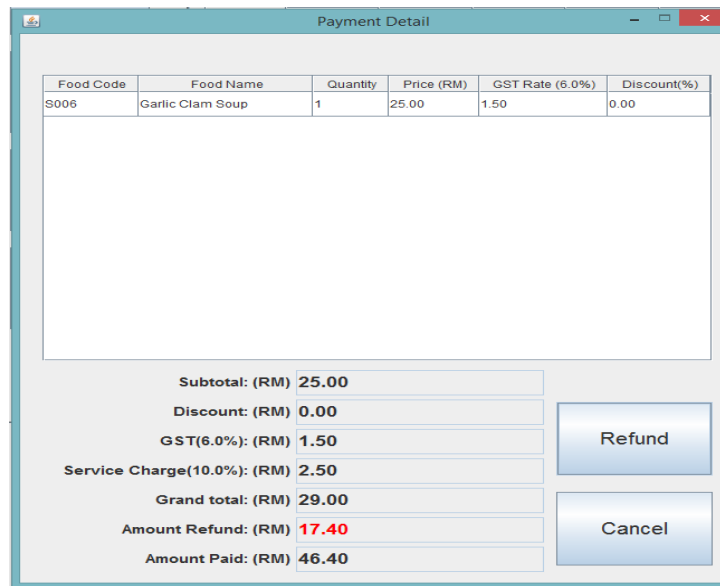 Payment Detail
Food Code Food Name Quantity Price (RM) GST Rate (6.0%) Discount(%)
S006 Garlic Clam Soup 1 25.00 1.50 0.00
Subtotal: (RM) 25.00
Discount: (RM) 0.00
GST(6.0%): (RM) 1.50
Refund
Service Charge(10.0%): (RM) 2.50
Grand total: (RM) 29.00
Amount Refund: (RM) 17.40
Cancel
Amount Paid: (RM) 46.40